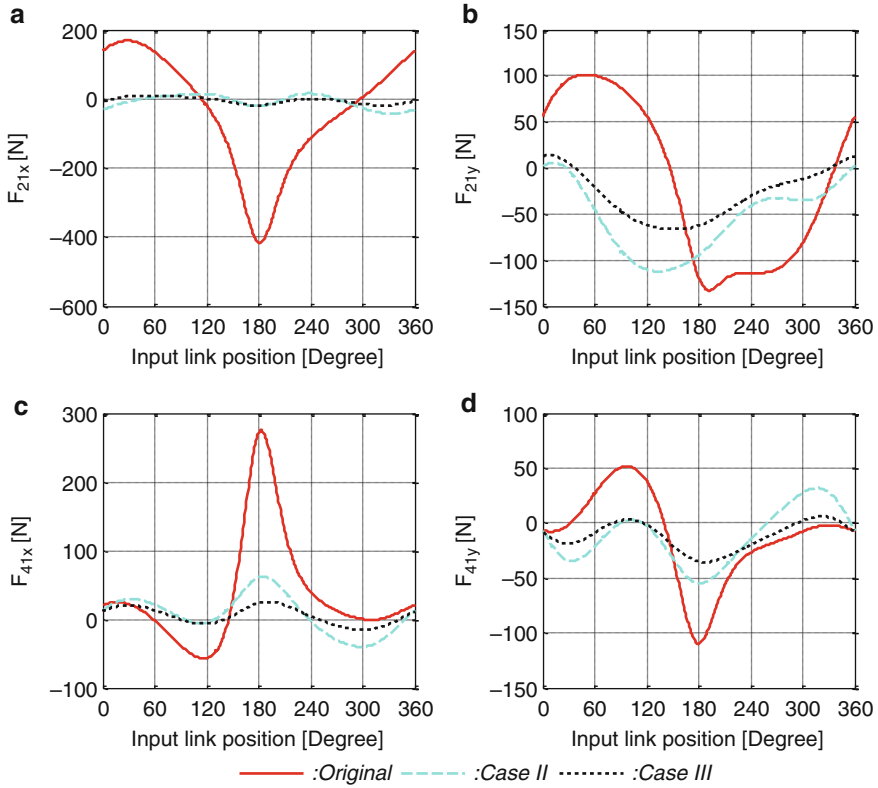 a
200
0
−200
−400
−600
F21x [N]
0 60 120 180 240 300 360
Input link position [Degree]
b
150
100
50
0
−50
−100
−150
F21y [N]
0 60 120 180 240 300 360
Input link position [Degree]
c
300
200
100
0
−100
F41x [N]
0 60 120 180 240 300 360
Input link position [Degree]
d
100
50
0
−50
−100
−150
F41y [N]
0 60 120 180 240 300 360
Input link position [Degree]
:Original :Case II :Case III